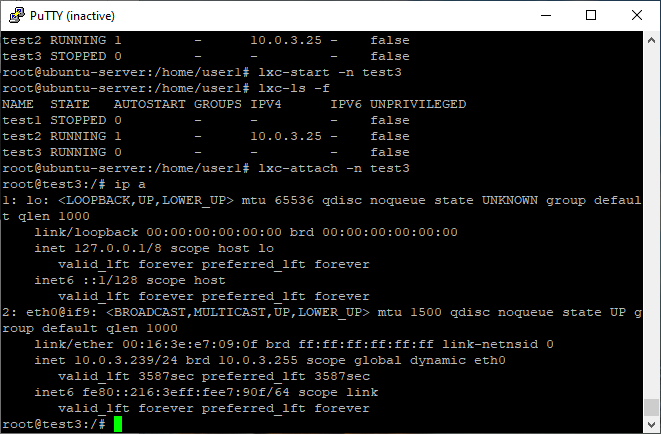 PuTTY (inactive)
test2 RUNNING 1         -      10.0.3.25 -    false
test3 STOPPED 0         -      -         -    false
root@ubuntu-server:/home/user1# lxc-start -n test3
root@ubuntu-server:/home/user1# lxc-ls -f
NAME  STATE   AUTOSTART GROUPS IPV4      IPV6 UNPRIVILEGED
test1 STOPPED 0         -      -         -    false
test2 RUNNING 1         -      10.0.3.25 -    false
test3 RUNNING 0         -      -         -    false
root@ubuntu-server:/home/user1# lxc-attach -n test3
root@test3:/# ip a
1: lo: <LOOPBACK,UP,LOWER_UP> mtu 65536 qdisc noqueue state UNKNOWN group defaul
t qlen 1000
    link/loopback 00:00:00:00:00:00 brd 00:00:00:00:00:00
    inet 127.0.0.1/8 scope host lo
       valid_lft forever preferred_lft forever
    inet6 ::1/128 scope host
       valid_lft forever preferred_lft forever
2: eth0@if9: <BROADCAST,MULTICAST,UP,LOWER_UP> mtu 1500 qdisc noqueue state UP g
roup default qlen 1000
    link/ether 00:16:3e:e7:09:0f brd ff:ff:ff:ff:ff:ff link-netnsid 0
    inet 10.0.3.239/24 brd 10.0.3.255 scope global dynamic eth0
       valid_lft 3587sec preferred_lft 3587sec
    inet6 fe80::216:3eff:fee7:90f/64 scope link
       valid_lft forever preferred_lft forever
root@test3:/#